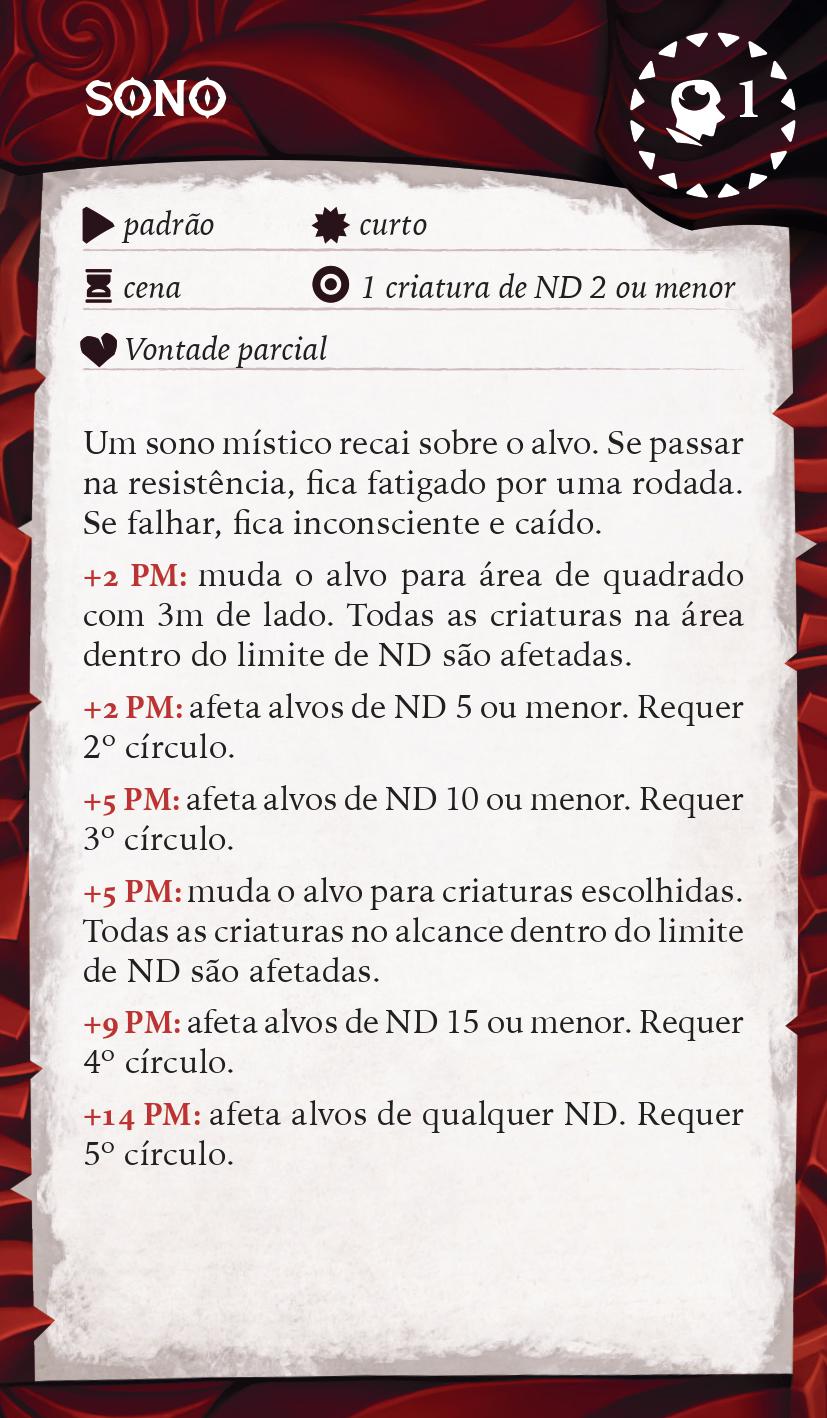 SONO
1
padrão
curto
cena
1 criatura de ND 2 ou menor
Vontade parcial
Um sono místico recai sobre o alvo. Se passar
na resistência, fica fatigado por uma rodada.
Se falhar, fica inconsciente e caído.
+2 PM: muda o alvo para área de quadrado
com 3m de lado. Todas as criaturas na área
dentro do limite de ND são afetadas.
+2 PM: afeta alvos de ND 5 ou menor. Requer
2º círculo.
+5 PM: afeta alvos de ND 10 ou menor. Requer
3º círculo.
+5 PM: muda o alvo para criaturas escolhidas.
Todas as criaturas no alcance dentro do limite
de ND são afetadas.
+9 PM: afeta alvos de ND 15 ou menor. Requer
4º círculo.
+14 PM: afeta alvos de qualquer ND. Requer
5º círculo.